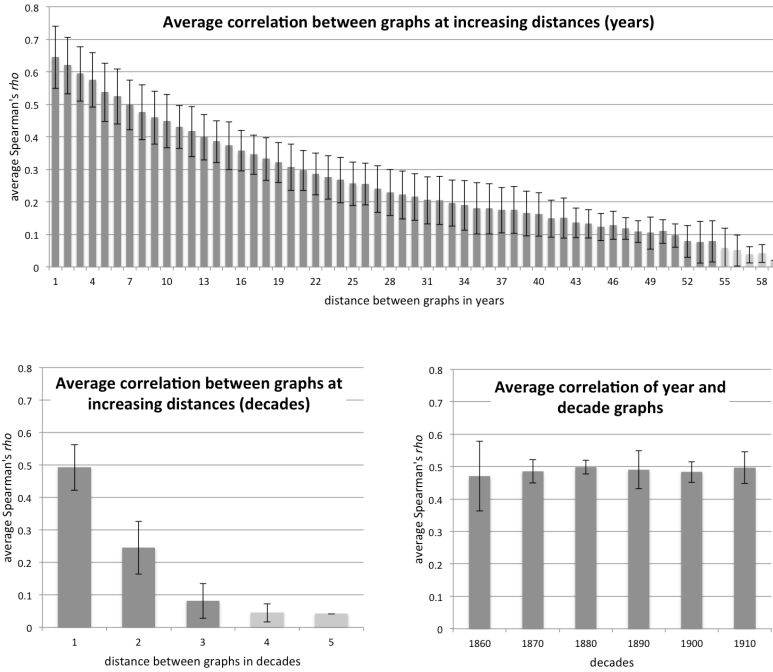 Average correlation between graphs at increasing distances (years)
average Spearman's rho
0.8
0.7
0.6
0.5
0.4
0.3
0.2
0.1
0
1 4 7 10 13 16 19 22 25 28 31 34 37 40 43 46 49 52 55 58
distance between graphs in years
Average correlation between graphs at
increasing distances (decades)
average Spearman's rho
0.8
0.7
0.6
0.5
0.4
0.3
0.2
0.1
0
1 2 3 4 5
distance between graphs in decades
Average correlation of year and
decade graphs
average Spearman's rho
0.8
0.7
0.6
0.5
0.4
0.3
0.2
0.1
0
1860 1870 1880 1890 1900 1910
decades